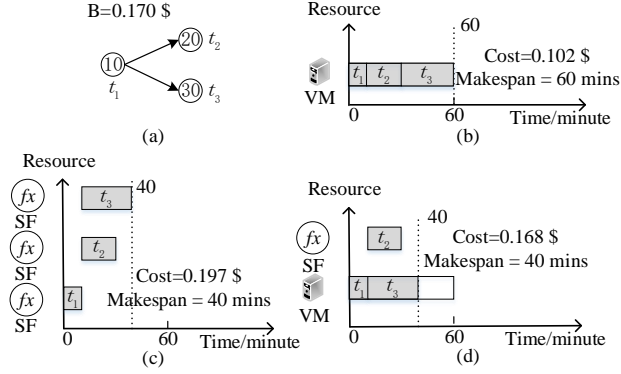 B=0.170 $
10
20 t2
30 t3
t1
(a)
Resource
60
t1 t2 t3
Cost=0.102 $
Makespan = 60 mins
VM
0 60 Time/minute
(b)
Resource
fx
SF
t3
40
fx
SF
t2
fx
SF
t1
Cost=0.197 $
Makespan = 40 mins
0 60 Time/minute
(c)
Resource
40
fx
SF
t2
Cost=0.168 $
Makespan = 40 mins
t1 t3
VM
0 60 Time/minute
(d)